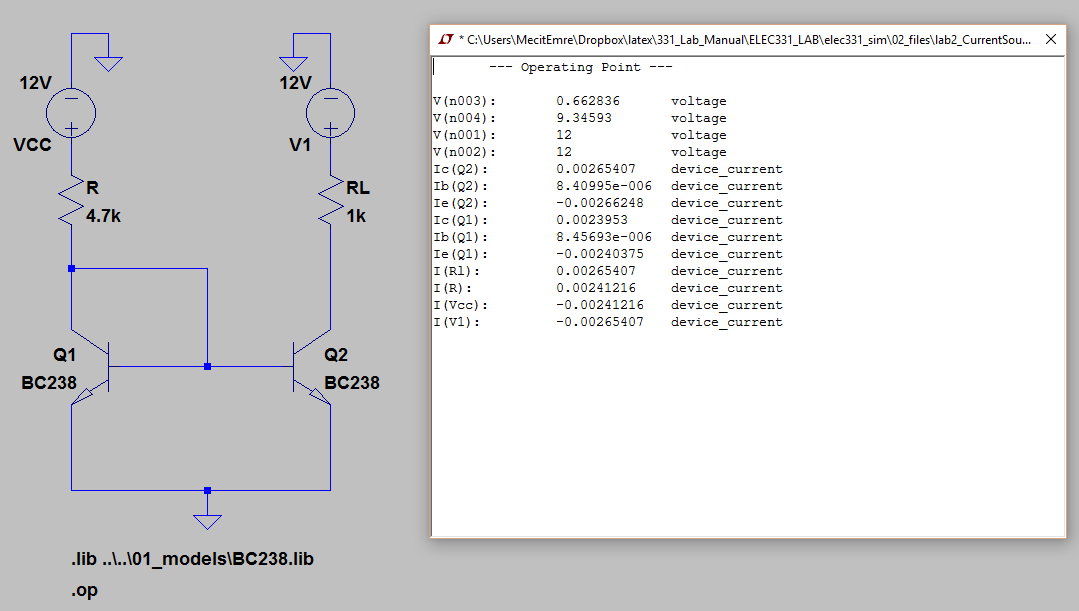 12V
VCC
R
4.7k
Q1
BC238
12V
V1
RL
1k
Q2
BC238
.lib ..\..\01_models\BC238.lib
.op
* C:\Users\MecitEmre\Dropbox\latex\331_Lab_Manual\ELEC331_LAB\elec331_sim\02_files\lab2_CurrentSou...
--- Operating Point ---
V(n003): 0.662836 voltage
V(n004): 9.34593 voltage
V(n001): 12 voltage
V(n002): 12 voltage
Ic(Q2): 0.00265407 device_current
Ib(Q2): 8.40995e-006 device_current
Ie(Q2): -0.00266248 device_current
Ic(Q1): 0.0023953 device_current
Ib(Q1): 8.45693e-006 device_current
Ie(Q1): -0.00240375 device_current
I(Rl): 0.00265407 device_current
I(R): 0.00241216 device_current
I(Vcc): -0.00241216 device_current
I(V1): -0.00265407 device_current